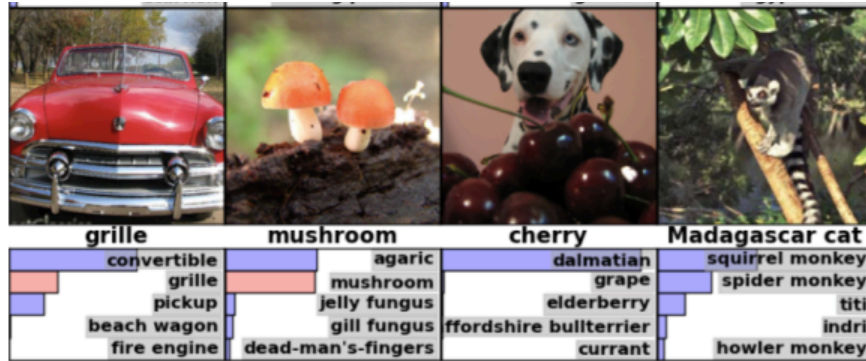 grille
mushroom
cherry
Madagascar cat
convertible
grille
pickup
beach wagon
fire engine
agaric
mushroom
jelly fungus
gill fungus
dead-man's-fingers
dalmatian
grape
elderberry
ffordshire bullterrier
currant
squirrel monkey
spider monkey
titi
indri
howler monkey